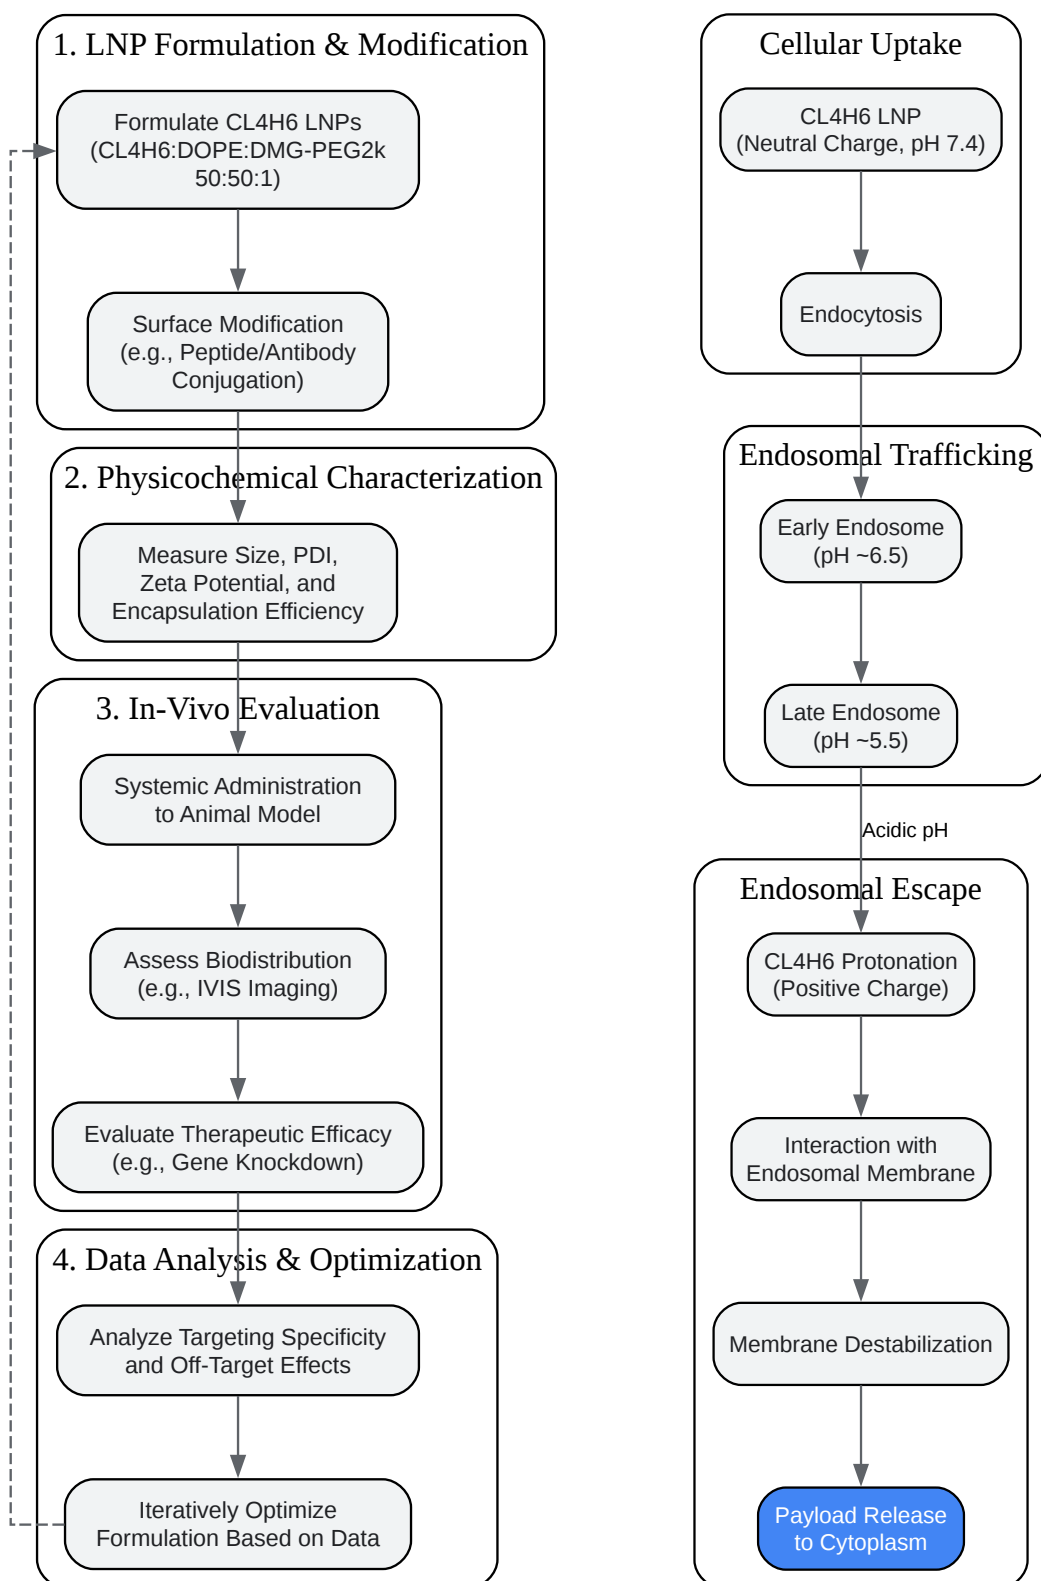 1. LNP Formulation & Modification
Formulate CL4H6 LNPs
(CL4H6:DOPE:DMG-PEG2k
50:50:1)
Surface Modification
(e.g., Peptide/Antibody
Conjugation)
2. Physicochemical Characterization
Measure Size, PDI,
Zeta Potential, and
Encapsulation Efficiency
3. In-Vivo Evaluation
Systemic Administration
to Animal Model
Assess Biodistribution
(e.g., IVIS Imaging)
Evaluate Therapeutic Efficacy
(e.g., Gene Knockdown)
4. Data Analysis & Optimization
Analyze Targeting Specificity
and Off-Target Effects
Iteratively Optimize
Formulation Based on Data
Cellular Uptake
CL4H6 LNP
(Neutral Charge, pH 7.4)
Endocytosis
Endosomal Trafficking
Early Endosome
(pH ~6.5)
Late Endosome
(pH ~5.5)
Acidic pH
Endosomal Escape
CL4H6 Protonation
(Positive Charge)
Interaction with
Endosomal Membrane
Membrane Destabilization
Payload Release
to Cytoplasm